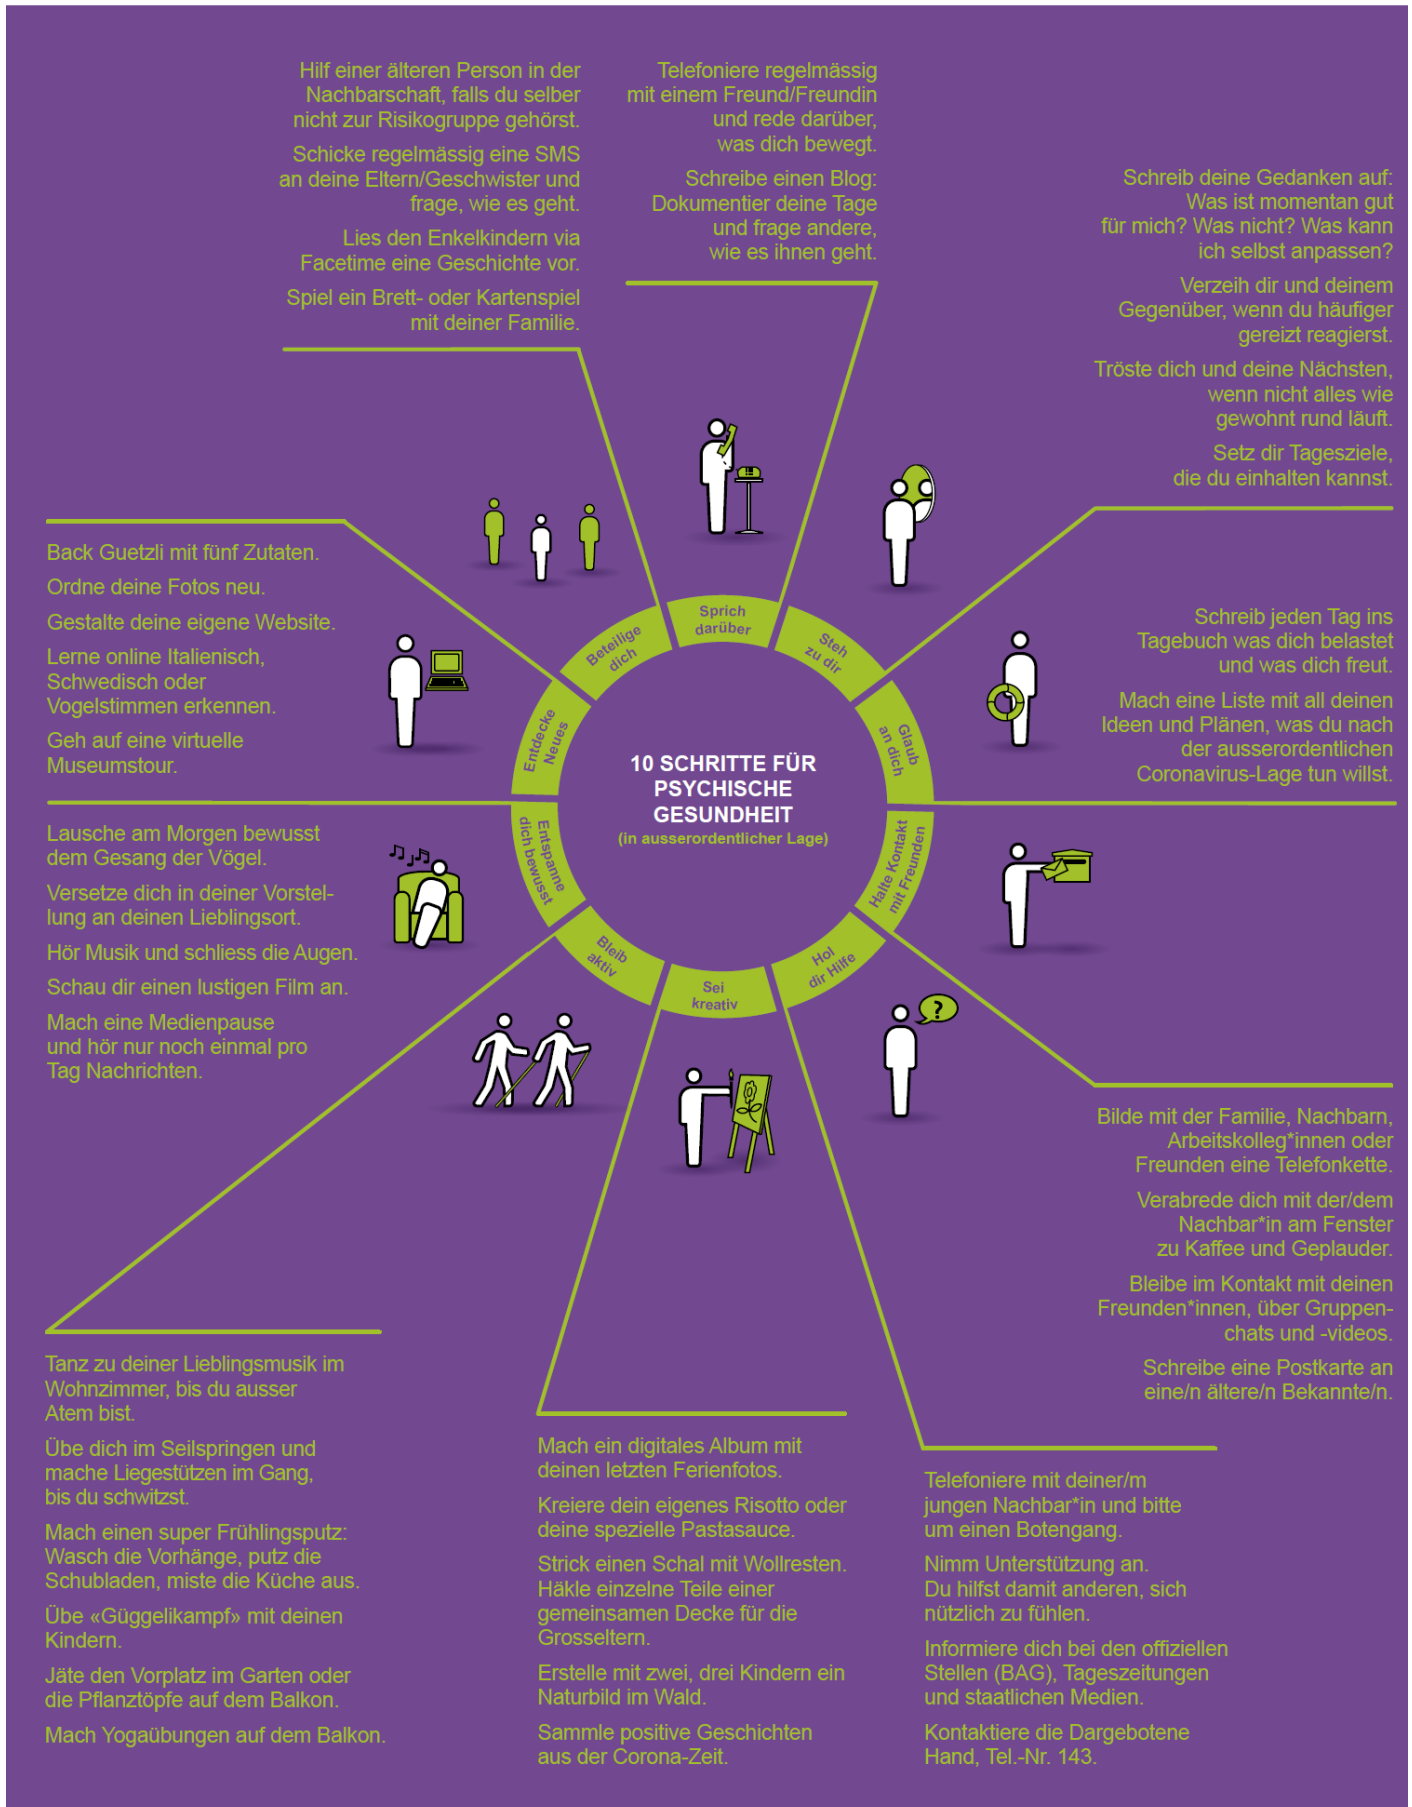 Hilf einer älteren Person in der
Nachbarschaft, falls du selber
nicht zur Risikogruppe gehörst.
Schicke regelmässig eine SMS
an deine Eltern/Geschwister und
frage, wie es geht.
Lies den Enkelkindern via
Facetime eine Geschichte vor.
Spiel ein Brett- oder Kartenspiel
mit deiner Familie.
Telefoniere regelmässig
mit einem Freund/Freundin
und rede darüber,
was dich bewegt.
Schreibe einen Blog:
Dokumentier deine Tage
und frage andere,
wie es ihnen geht.
Schreib deine Gedanken auf:
Was ist momentan gut
für mich? Was nicht? Was kann
ich selbst anpassen?
Verzeih dir und deinem
Gegenüber, wenn du häufiger
gereizt reagierst.
Tröste dich und deine Nächsten,
wenn nicht alles wie
gewohnt rund läuft.
Setz dir Tagesziele,
die du einhalten kannst.
Back Guetzli mit fünf Zutaten.
Ordne deine Fotos neu.
Gestalte deine eigene Website.
Lerne online Italienisch,
Schwedisch oder
Vogelstimmen erkennen.
Geh auf eine virtuelle
Museumstour.
Schreib jeden Tag ins
Tagebuch was dich belastet
und was dich freut.
Mach eine Liste mit all deinen
Ideen und Plänen, was du nach
der ausserordentlichen
Coronavirus-Lage tun willst.
Sprich
darüber
Steh
zu dir
Glaub
an dich
Halte Kontakt
mit Freunden
Hol
dir Hilfe
Sei
kreativ
Bleib
aktiv
Entspanne
dich bewusst
Entdecke
Neues
Beteilige
dich
10 SCHRITTE FÜR
PSYCHISCHE
GESUNDHEIT
(in ausserordentlicher Lage)
Lausche am Morgen bewusst
dem Gesang der Vögel.
Versetze dich in deiner Vorstel-
lung an deinen Lieblingsort.
Hör Musik und schliess die Augen.
Schau dir einen lustigen Film an.
Mach eine Medienpause
und hör nur noch einmal pro
Tag Nachrichten.
?
Bilde mit der Familie, Nachbarn,
Arbeitskolleg*innen oder
Freunden eine Telefonkette.
Verabrede dich mit der/dem
Nachbar*in am Fenster
zu Kaffee und Geplauder.
Bleibe im Kontakt mit deinen
Freunden*innen, über Gruppen-
chats und -videos.
Schreibe eine Postkarte an
eine/n ältere/n Bekannte/n.
Tanz zu deiner Lieblingsmusik im
Wohnzimmer, bis du ausser
Atem bist.
Übe dich im Seilspringen und
mache Liegestützen im Gang,
bis du schwitzst.
Mach einen super Frühlingsputz:
Wasch die Vorhänge, putz die
Schubladen, miste die Küche aus.
Übe «Güggelikampf» mit deinen
Kindern.
Jäte den Vorplatz im Garten oder
die Pflanztöpfe auf dem Balkon.
Mach Yogaübungen auf dem Balkon.
Mach ein digitales Album mit
deinen letzten Ferienfotos.
Kreiere dein eigenes Risotto oder
deine spezielle Pastasauce.
Strick einen Schal mit Wollresten.
Häkle einzelne Teile einer
gemeinsamen Decke für die
Grosseltern.
Erstelle mit zwei, drei Kindern ein
Naturbild im Wald.
Sammle positive Geschichten
aus der Corona-Zeit.
Telefoniere mit deiner/m
jungen Nachbar*in und bitte
um einen Botengang.
Nimm Unterstützung an.
Du hilfst damit anderen, sich
nützlich zu fühlen.
Informiere dich bei den offiziellen
Stellen (BAG), Tageszeitungen
und staatlichen Medien.
Kontaktiere die Dargebotene
Hand, Tel.-Nr. 143.